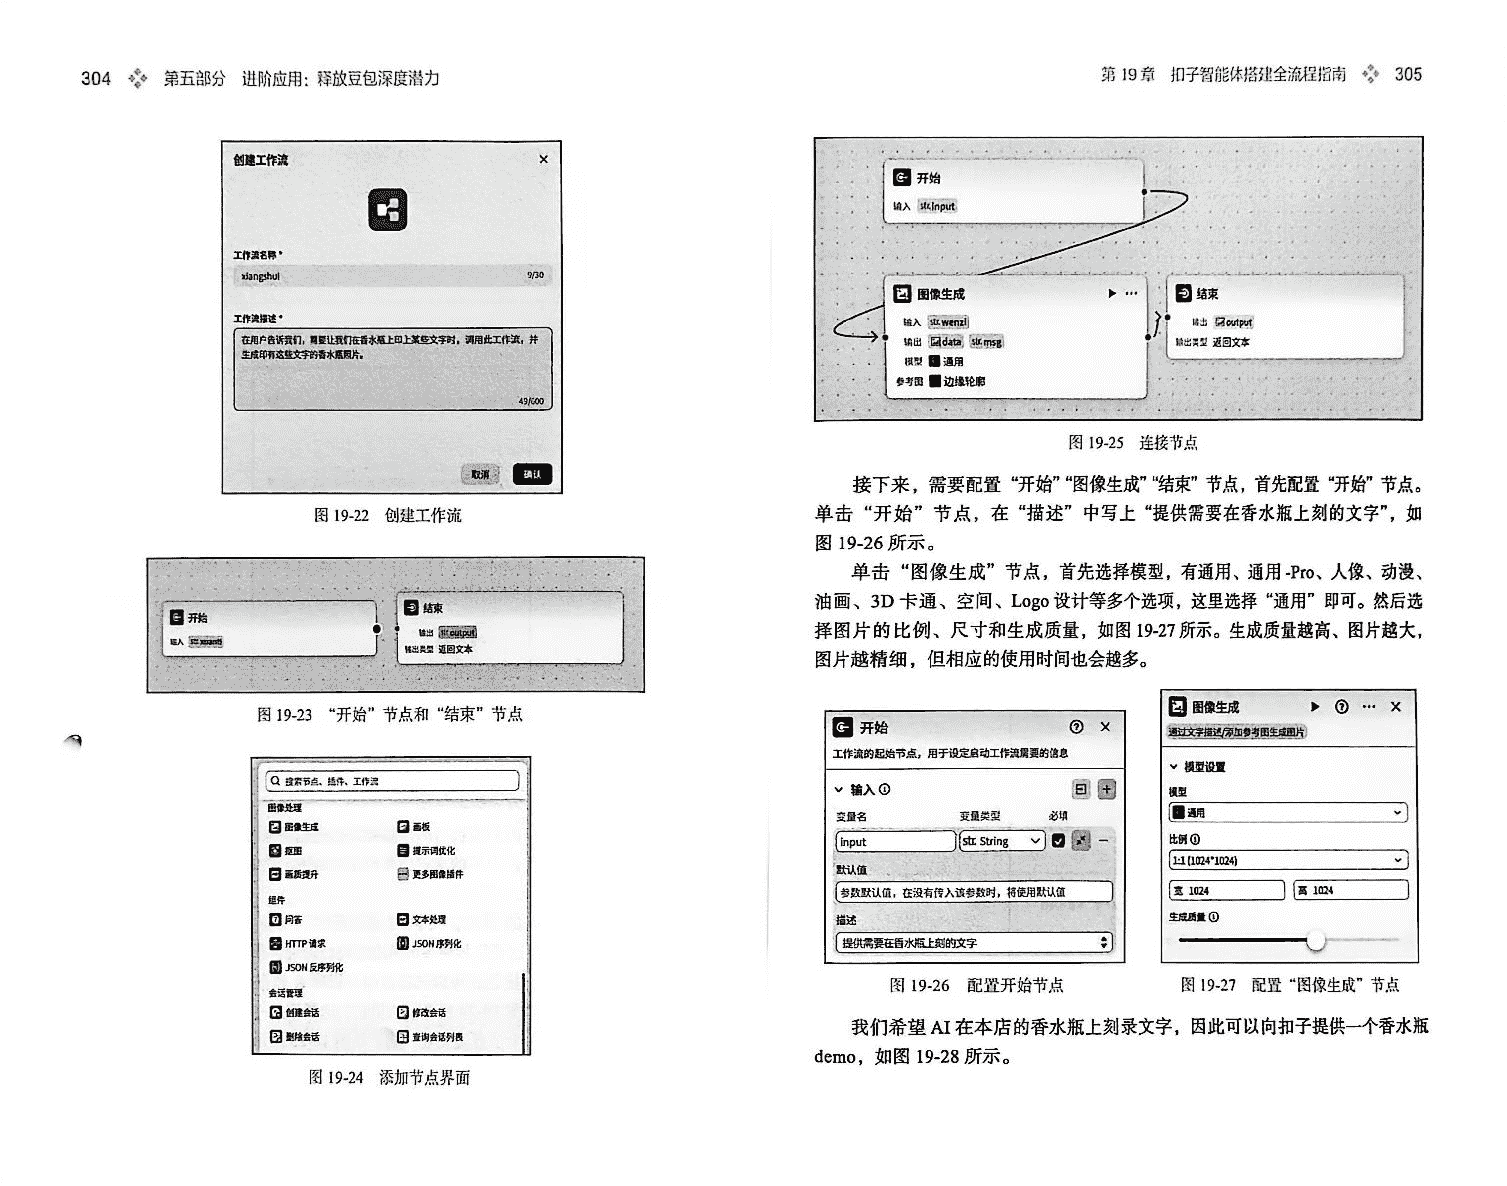 304 第五部分 进阶应用：释放豆包深度潜力
创建工作流
工作流名称*
xiangshui
9/30
工作流描述*
在用户告诉我们，需要让我们在香水瓶上印上某些文字时，调用此工作流，并
生成印有这些文字的香水瓶照片。
49/600
取消 确认
图 19-22 创建工作流
开始
输入
结束
输出 str. output
输出类型 返回文本
图 19-23 “开始”节点和“结束”节点
搜索节点、插件、工作流
图像处理
图像生成 画板
抠图 提示词优化
画质提升 更多图像插件
组件
问答 文本处理
HTTP 请求 JSON 序列化
JSON 反序列化
会话管理
创建会话 修改会话
删除会话 查询会话列表
图 19-24 添加节点界面
第 19 章 扣子智能体搭建全流程指南 305
开始
输入 str. input
图像生成
输入 str. wenzi
输出 data str. msg
模型 通用
参考图 边缘轮廓
结束
输出 output
输出类型 返回文本
图 19-25 连接节点
接下来，需要配置“开始”“图像生成”“结束”节点，首先配置“开始”节点。
单击“开始”节点，在“描述”中写上“提供需要在香水瓶上刻的文字”，如
图 19-26 所示。
单击“图像生成”节点，首先选择模型，有通用、通用-Pro、人像、动漫、
油画、3D 卡通、空间、Logo 设计等多个选项，这里选择“通用”即可。然后选
择图片的比例、尺寸和生成质量，如图 19-27 所示。生成质量越高、图片越大，
图片越精细，但相应的使用时间也会越多。
开始
工作流的起始节点，用于设定启动工作流需要的信息
输入
变量名 变量类型 必填
input str. String
默认值
参数默认值，在没有传入该参数时，将使用默认值
描述
提供需要在香水瓶上刻的文字
图 19-26 配置开始节点
图像生成
通过文字描述/添加参考图生成图片
模型设置
模型
通用
比例
1:1 (1024*1024)
宽 1024 高 1024
生成质量
图 19-27 配置“图像生成”节点
我们希望 AI 在本店的香水瓶上刻录文字，因此可以向扣子提供一个香水瓶
demo，如图 19-28 所示。